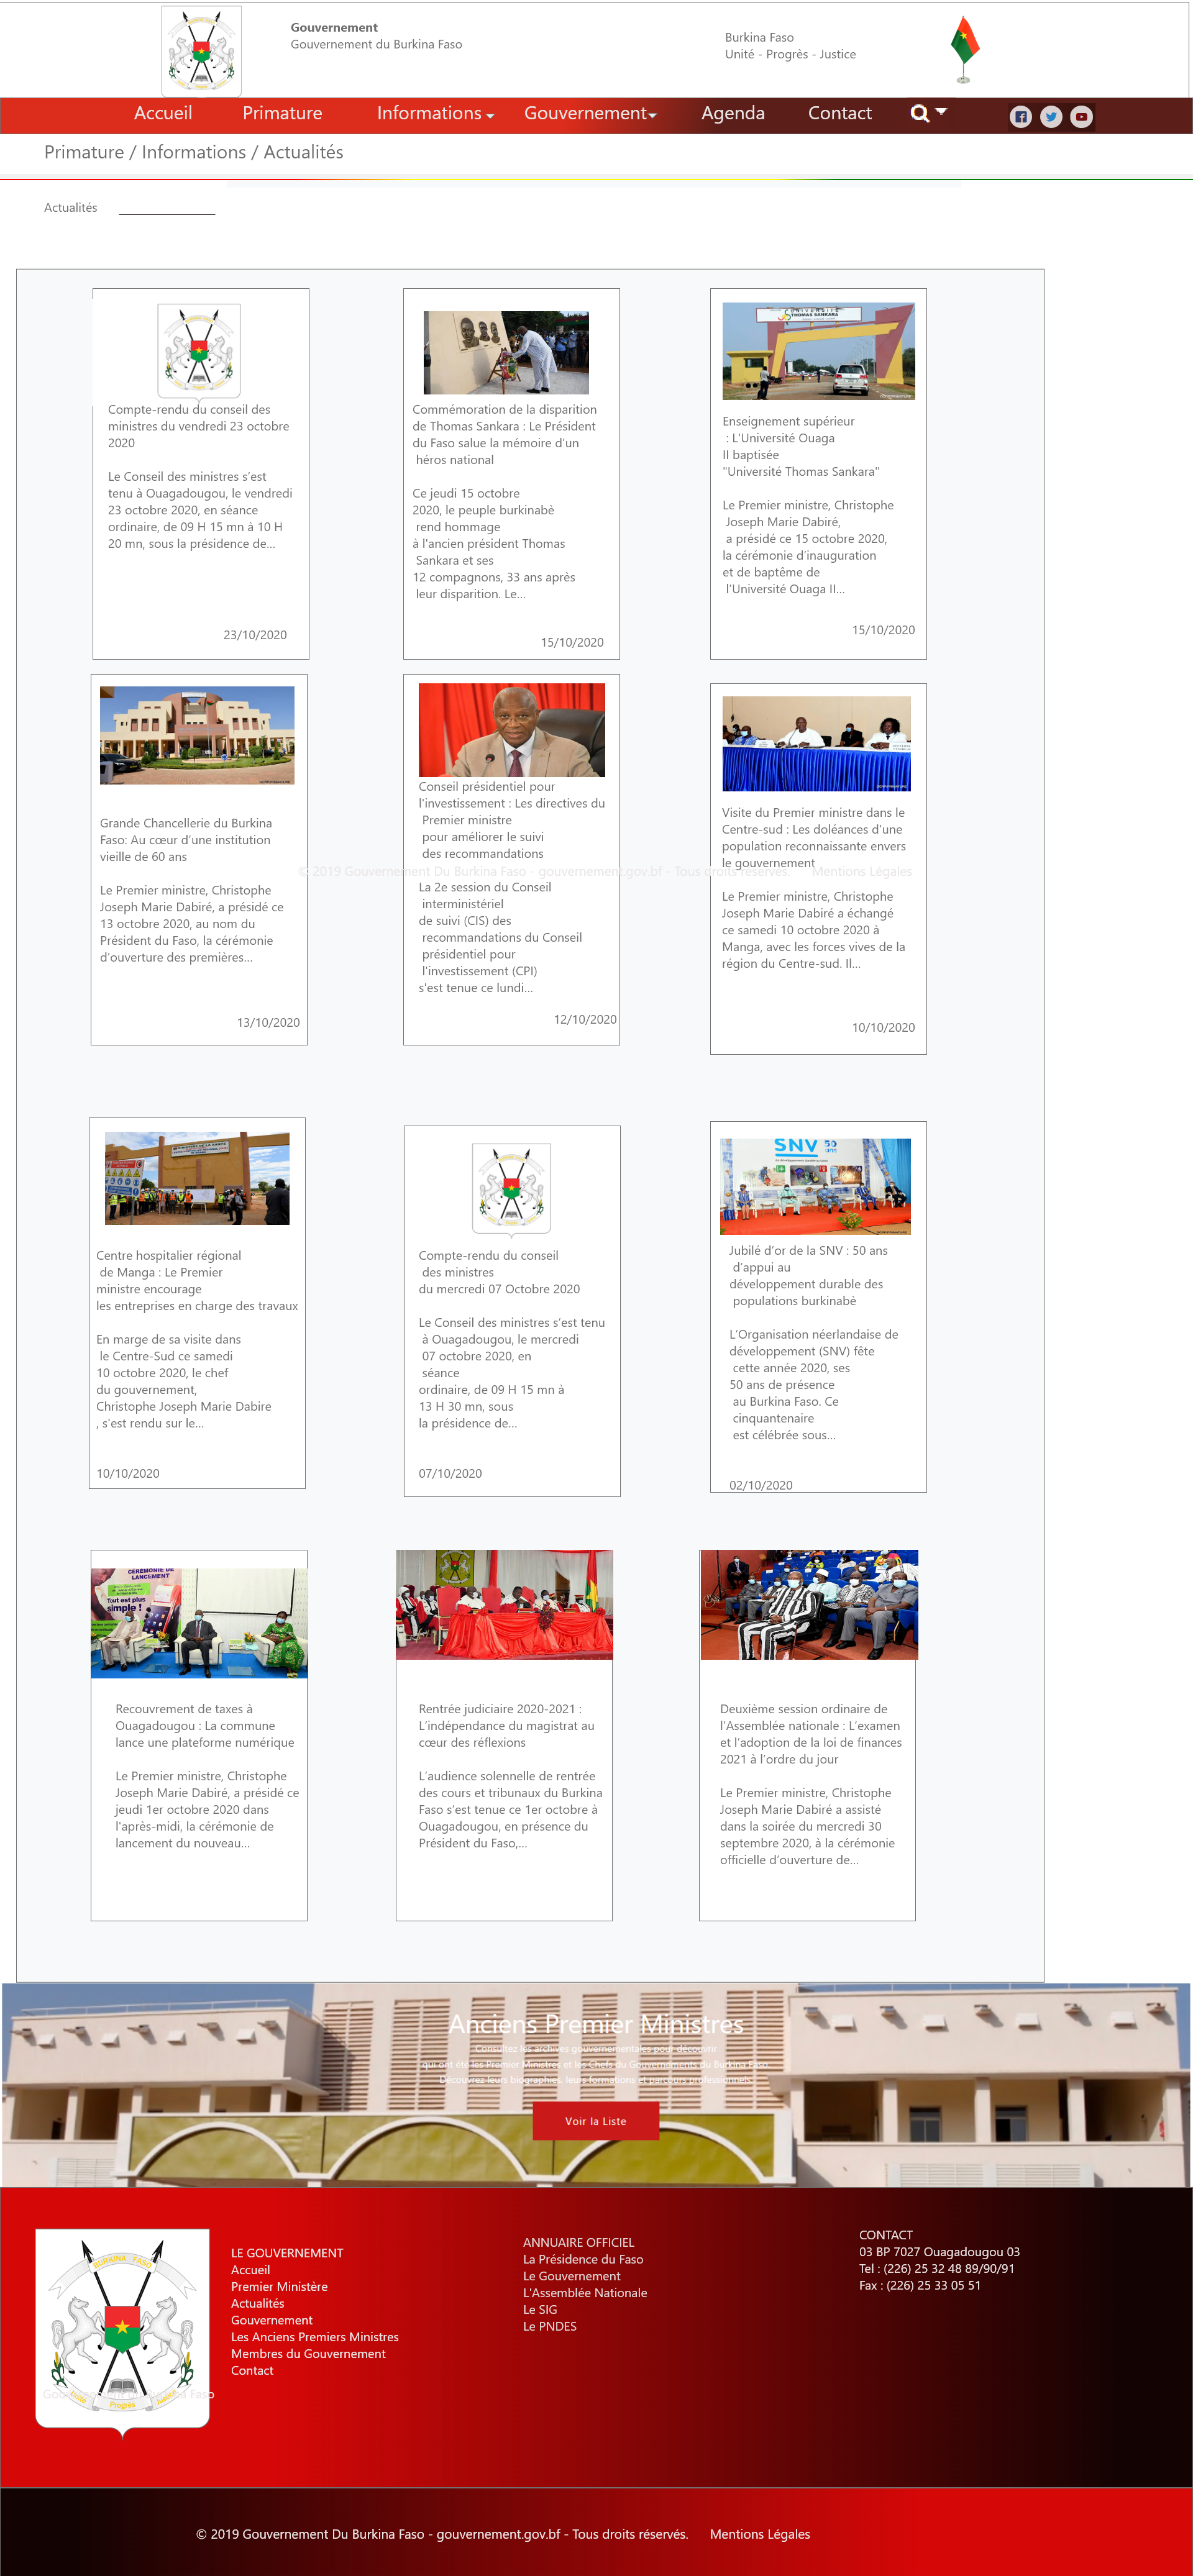 Gouvernement
Gouvernement du Burkina Faso
Burkina Faso
Unité - Progrès - Justice
Accueil
Primature
Informations
Gouvernement
Agenda
Contact
Primature / Informations / Actualités
Actualités
Compte-rendu du conseil des
ministres du vendredi 23 octobre
2020
Le Conseil des ministres s’est
tenu à Ouagadougou, le vendredi
23 octobre 2020, en séance
ordinaire, de 09 H 15 mn à 10 H
20 mn, sous la présidence de...
23/10/2020
Commémoration de la disparition
de Thomas Sankara : Le Président
du Faso salue la mémoire d’un
héros national
Ce jeudi 15 octobre
2020, le peuple burkinabè
rend hommage
à l'ancien président Thomas
Sankara et ses
12 compagnons, 33 ans après
leur disparition. Le...
15/10/2020
UNIVERSITE
THOMAS SANKARA
Enseignement supérieur
: L'Université Ouaga
II baptisée
"Université Thomas Sankara"
Le Premier ministre, Christophe
Joseph Marie Dabiré,
a présidé ce 15 octobre 2020,
la cérémonie d’inauguration
et de baptême de
l’Université Ouaga II...
15/10/2020
Grande Chancellerie du Burkina
Faso: Au cœur d’une institution
vieille de 60 ans
Le Premier ministre, Christophe
Joseph Marie Dabiré, a présidé ce
13 octobre 2020, au nom du
Président du Faso, la cérémonie
d’ouverture des premières...
13/10/2020
Conseil présidentiel pour
l'investissement : Les directives du
Premier ministre
pour améliorer le suivi
des recommandations
La 2e session du Conseil
interministériel
de suivi (CIS) des
recommandations du Conseil
présidentiel pour
l'investissement (CPI)
s'est tenue ce lundi...
12/10/2020
Visite du Premier ministre dans le
Centre-sud : Les doléances d'une
population reconnaissante envers
le gouvernement
Le Premier ministre, Christophe
Joseph Marie Dabiré a échangé
ce samedi 10 octobre 2020 à
Manga, avec les forces vives de la
région du Centre-sud. Il...
10/10/2020
© 2019 Gouvernement Du Burkina Faso - gouvernement.gov.bf - Tous droits réservés. Mentions Légales
Centre hospitalier régional
de Manga : Le Premier
ministre encourage
les entreprises en charge des travaux
En marge de sa visite dans
le Centre-Sud ce samedi
10 octobre 2020, le chef
du gouvernement,
Christophe Joseph Marie Dabire
, s'est rendu sur le...
10/10/2020
Compte-rendu du conseil
des ministres
du mercredi 07 Octobre 2020
Le Conseil des ministres s’est tenu
à Ouagadougou, le mercredi
07 octobre 2020, en
séance
ordinaire, de 09 H 15 mn à
13 H 30 mn, sous
la présidence de...
07/10/2020
SNV 50
Jubilé d’or de la SNV : 50 ans
d’appui au
développement durable des
populations burkinabè
L’Organisation néerlandaise de
développement (SNV) fête
cette année 2020, ses
50 ans de présence
au Burkina Faso. Ce
cinquantenaire
est célébrée sous...
02/10/2020
CÉRÉMONIE DE
LANCEMENT
Tout est plus
simple !
Recouvrement de taxes à
Ouagadougou : La commune
lance une plateforme numérique
Le Premier ministre, Christophe
Joseph Marie Dabiré, a présidé ce
jeudi 1er octobre 2020 dans
l'après-midi, la cérémonie de
lancement du nouveau...
Rentrée judiciaire 2020-2021 :
L’indépendance du magistrat au
cœur des réflexions
L’audience solennelle de rentrée
des cours et tribunaux du Burkina
Faso s’est tenue ce 1er octobre à
Ouagadougou, en présence du
Président du Faso,...
Deuxième session ordinaire de
l’Assemblée nationale : L’examen
et l’adoption de la loi de finances
2021 à l’ordre du jour
Le Premier ministre, Christophe
Joseph Marie Dabiré a assisté
dans la soirée du mercredi 30
septembre 2020, à la cérémonie
officielle d’ouverture de...
Anciens Premier Ministres
Consultez les archives gouvernementales pour découvrir
qui ont été les Premier Ministres et les Chefs du Gouvernements du Burkina Faso
Découvrez leurs biographies, leurs formations et parcours professionnels
Voir la Liste
BURKINA FASO
Unité Progrès Justice
Gouvernement du Burkina Faso
LE GOUVERNEMENT
Accueil
Premier Ministère
Actualités
Gouvernement
Les Anciens Premiers Ministres
Membres du Gouvernement
Contact
ANNUAIRE OFFICIEL
La Présidence du Faso
Le Gouvernement
L'Assemblée Nationale
Le SIG
Le PNDES
CONTACT
03 BP 7027 Ouagadougou 03
Tel : (226) 25 32 48 89/90/91
Fax : (226) 25 33 05 51
© 2019 Gouvernement Du Burkina Faso - gouvernement.gov.bf - Tous droits réservés. Mentions Légales